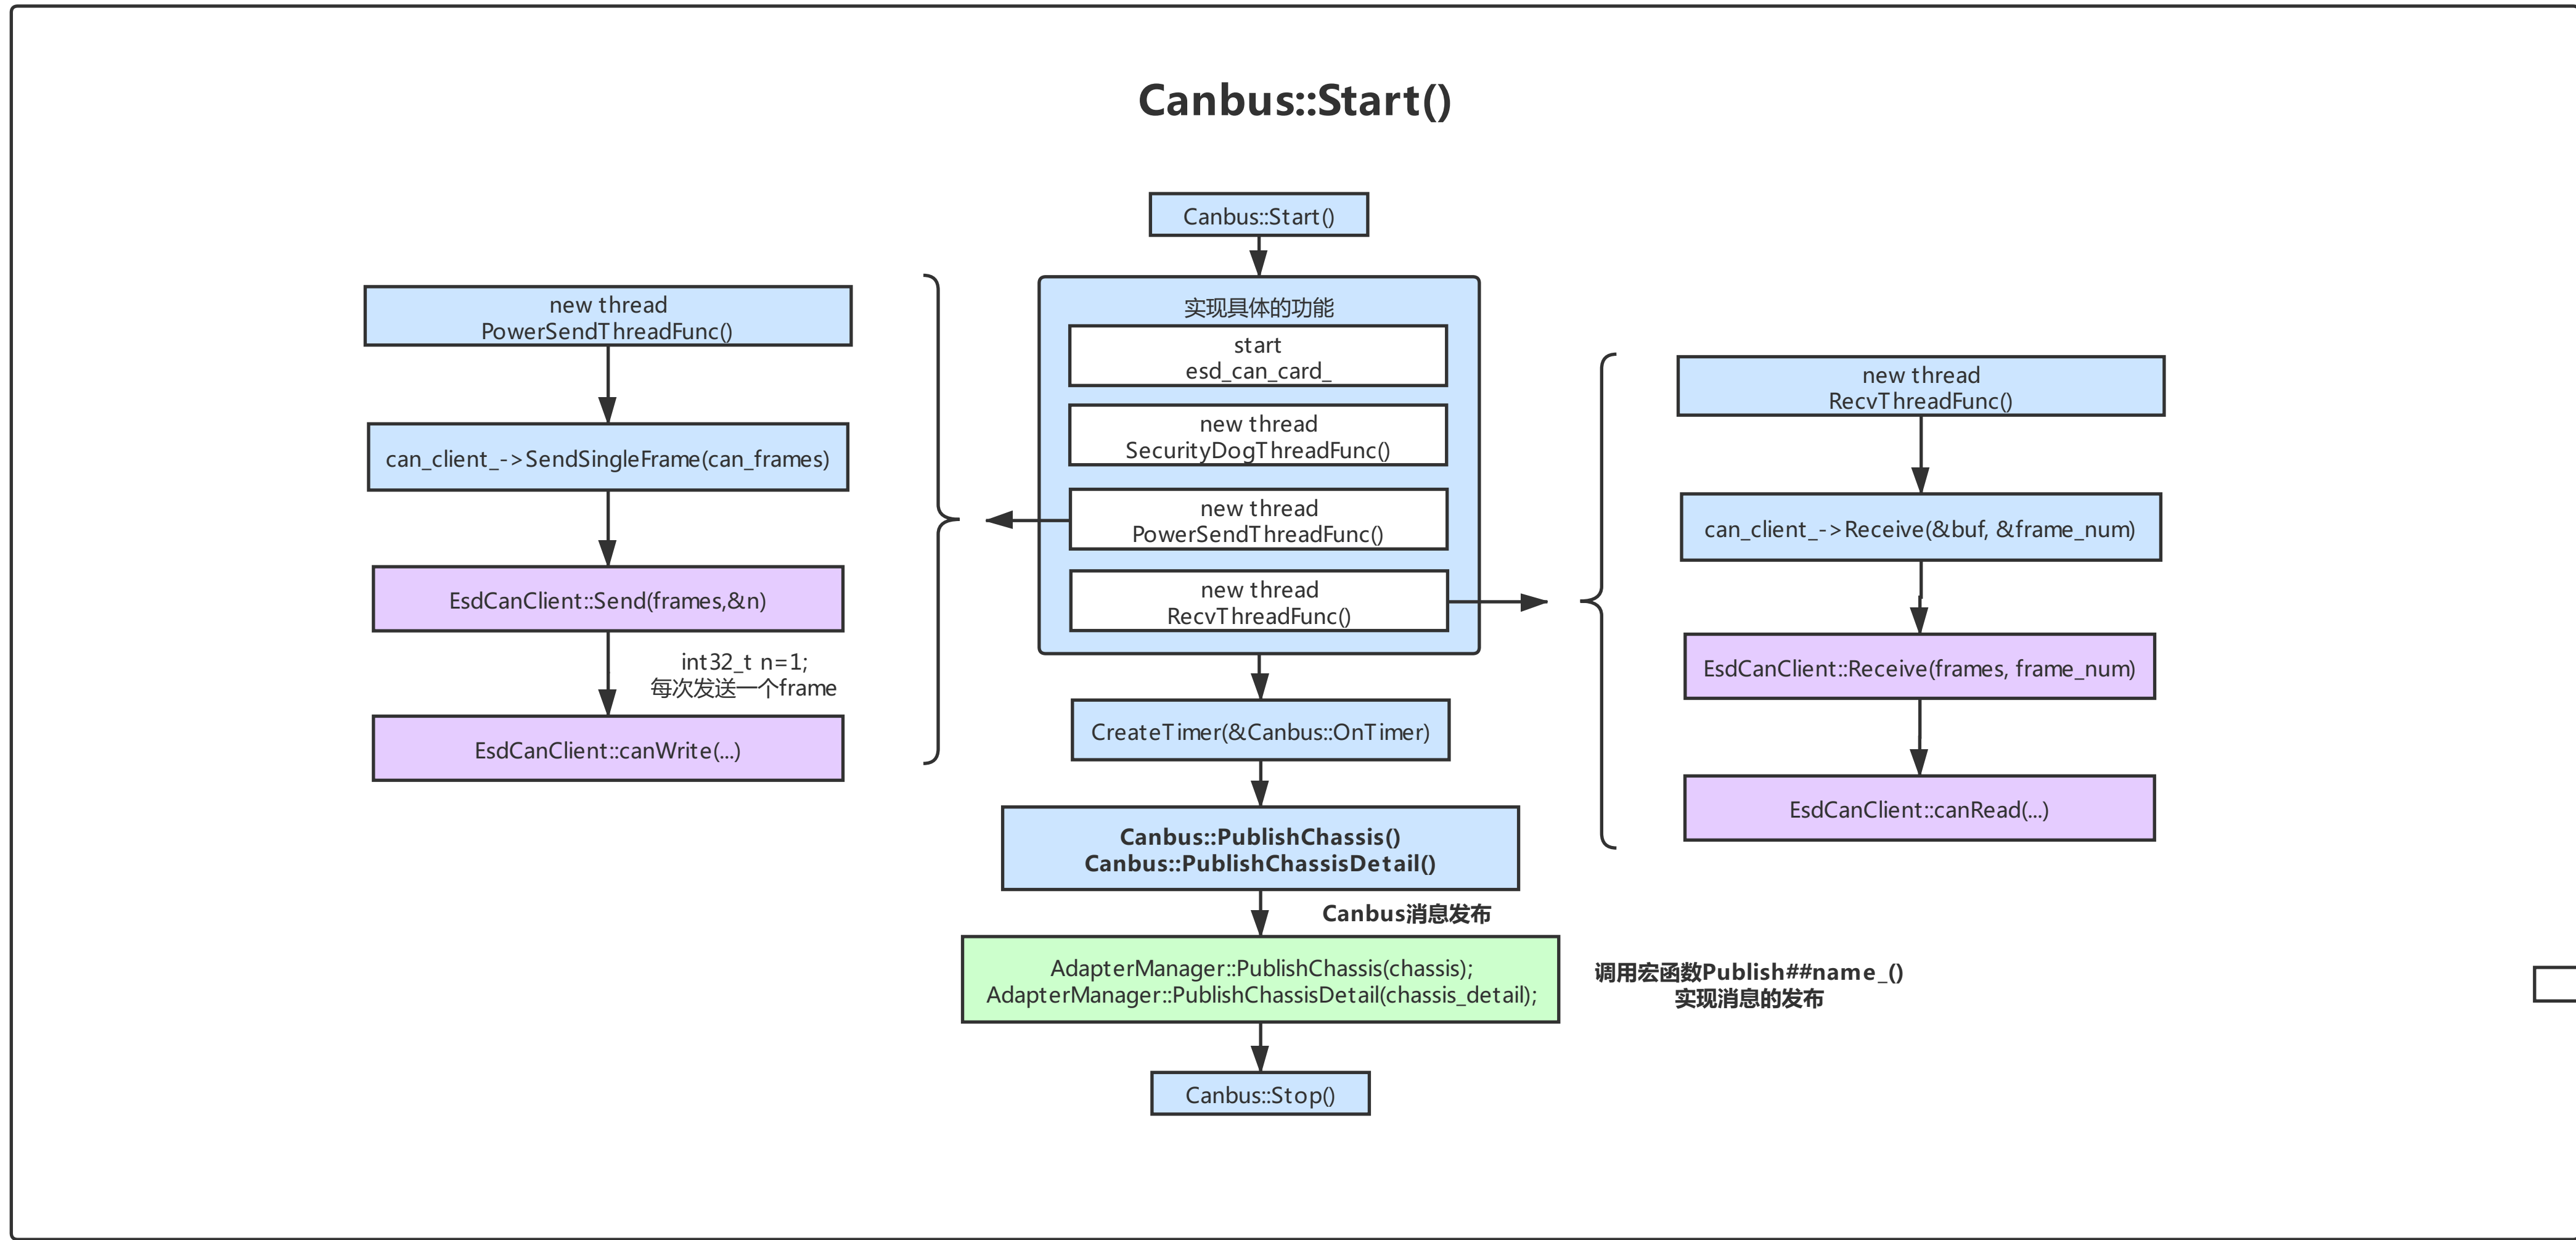 Canbus::Start()
Canbus::Start()
实现具体的功能
start
esd_can_card_
new thread
SecurityDogThreadFunc()
new thread
PowerSendThreadFunc()
new thread
RecvThreadFunc()
new thread
PowerSendThreadFunc()
can_client_->SendSingleFrame(can_frames)
EsdCanClient::Send(frames,&n)
int32_t n=1;
每次发送一个frame
EsdCanClient::canWrite(...)
new thread
RecvThreadFunc()
can_client_->Receive(&buf, &frame_num)
EsdCanClient::Receive(frames, frame_num)
EsdCanClient::canRead(...)
CreateTimer(&Canbus::OnTimer)
Canbus::PublishChassis()
Canbus::PublishChassisDetail()
Canbus消息发布
AdapterManager::PublishChassis(chassis);
AdapterManager::PublishChassisDetail(chassis_detail);
调用宏函数Publish##name_()
实现消息的发布
Canbus::Stop()